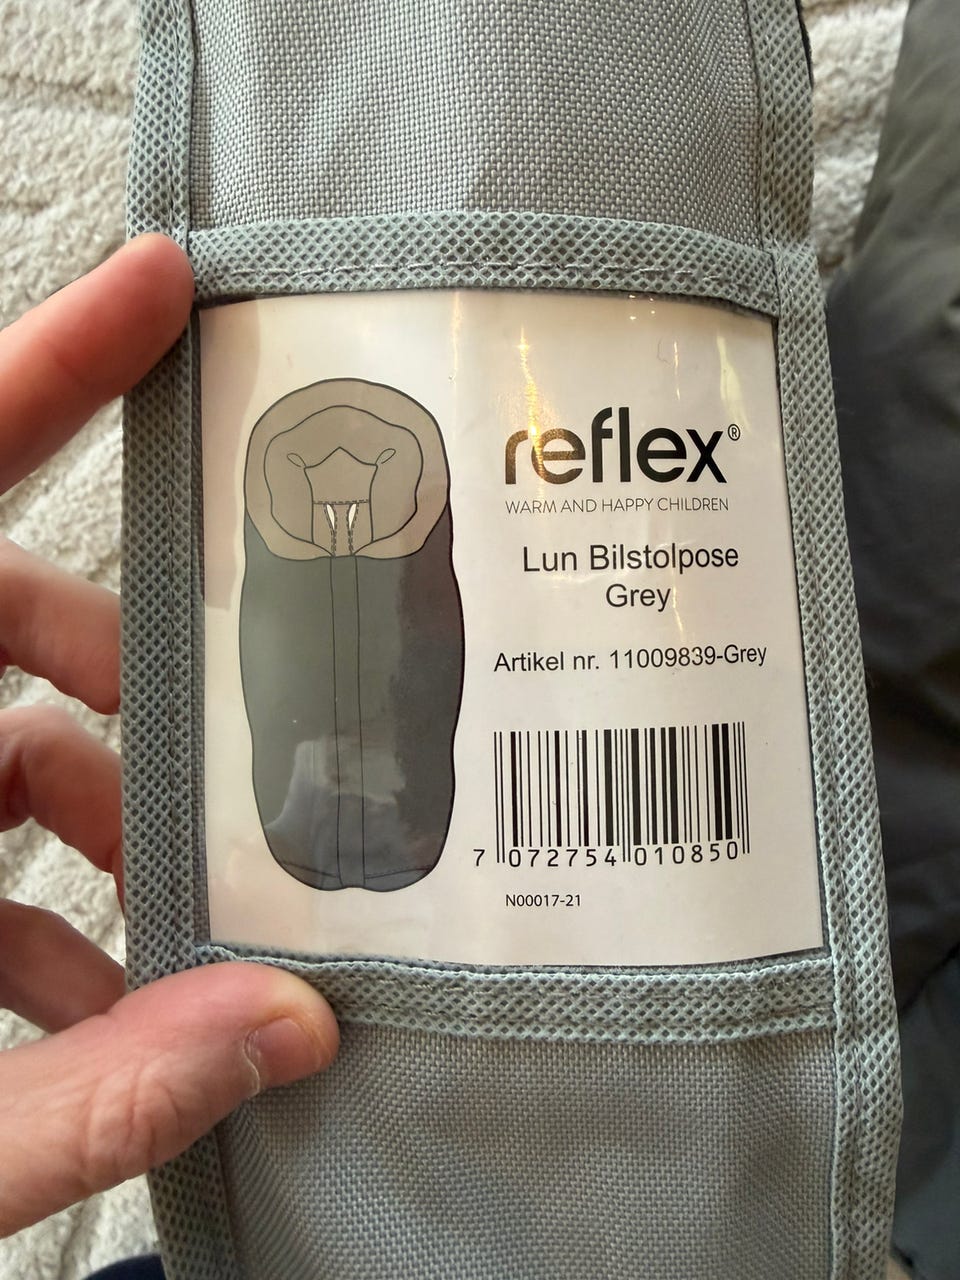 reflex®
WARM AND HAPPY CHILDREN
Lun Bilstolpose
Grey
Artikel nr. 11009839-Grey
7 072754 010850
N00017-21